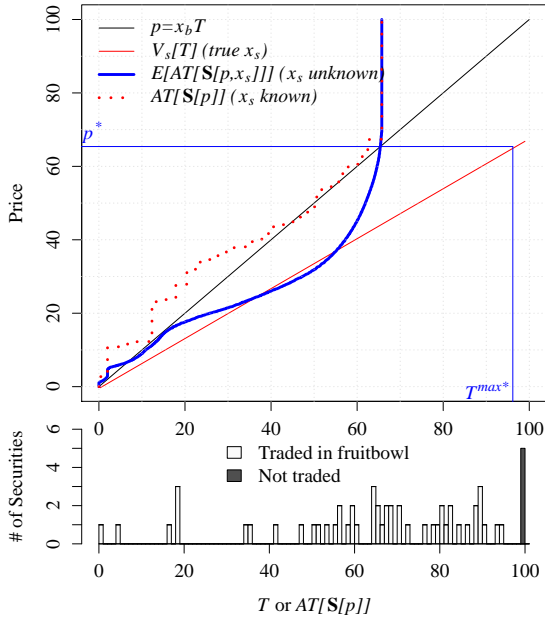 p=x_bT
V_s[T] (true x_s)
E[AT[S[p,x_s]]] (x_s unknown)
AT[S[p]] (x_s known)
100
80
60
40
20
0
Price
p*
T^max*
0 20 40 60 80 100
6
4
2
0
# of Securities
Traded in fruitbowl
Not traded
0 20 40 60 80 100
T or AT[S[p]]